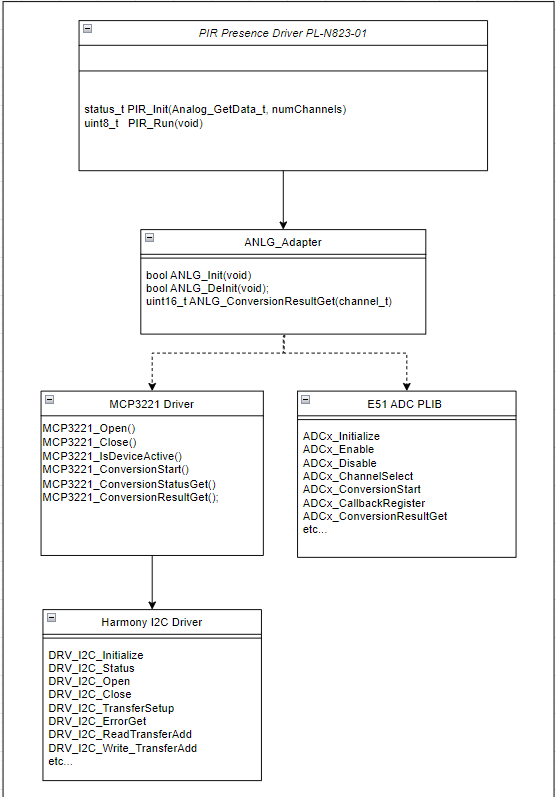 PIR Presence Driver PL-N823-01
status_t PIR_Init(Analog_GetData_t, numChannels)
uint8_t PIR_Run(void)
ANLG_Adapter
bool ANLG_Init(void)
bool ANLG_DeInit(void);
uint16_t ANLG_ConversionResultGet(channel_t)
MCP3221 Driver
MCP3221_Open()
MCP3221_Close()
MCP3221_IsDeviceActive()
MCP3221_ConversionStart()
MCP3221_ConversionStatusGet()
MCP3221_ConversionResultGet();
E51 ADC PLIB
ADCx_Initialize
ADCx_Enable
ADCx_Disable
ADCx_ChannelSelect
ADCx_ConversionStart
ADCx_CallbackRegister
ADCx_ConversionResultGet
etc...
Harmony I2C Driver
DRV_I2C_Initialize
DRV_I2C_Status
DRV_I2C_Open
DRV_I2C_Close
DRV_I2C_TransferSetup
DRV_I2C_ErrorGet
DRV_I2C_ReadTransferAdd
DRV_I2C_Write_TransferAdd
etc...